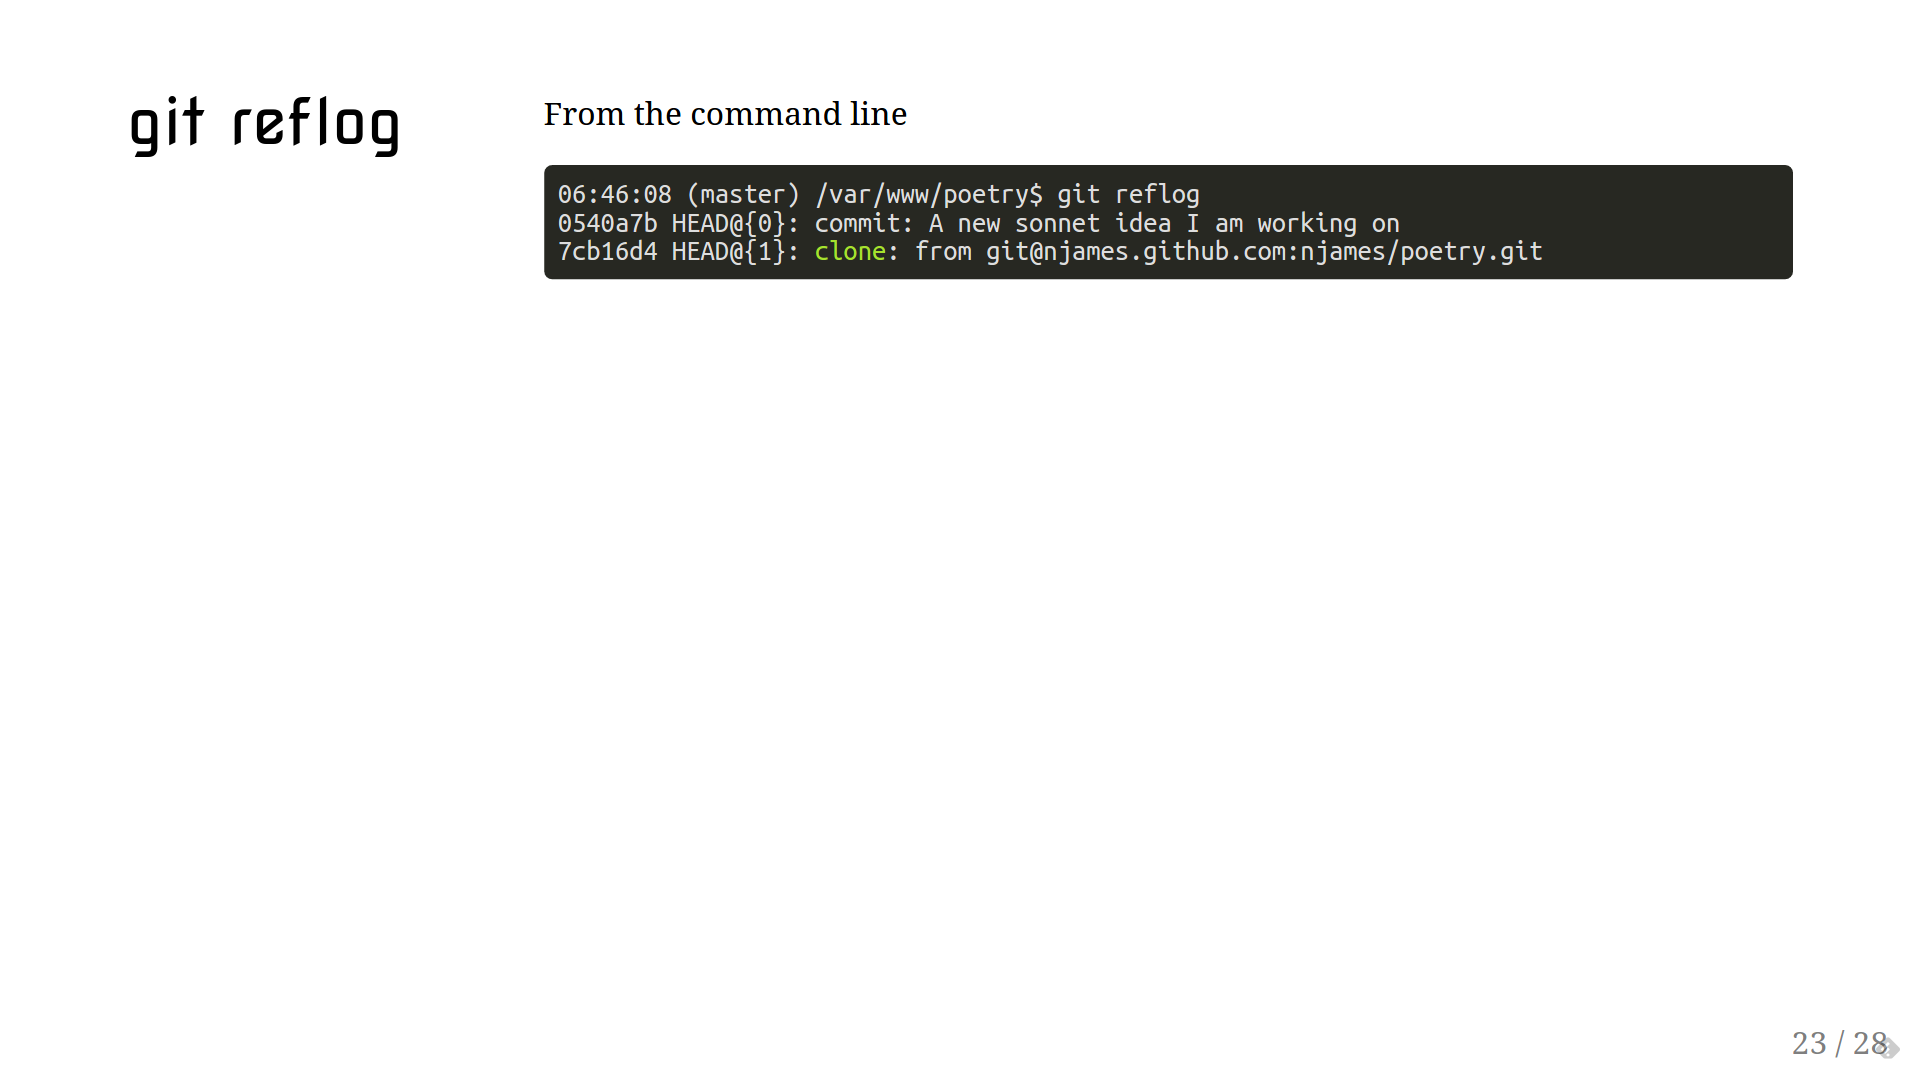 git reflog
From the command line
06:46:08 (master) /var/www/poetry$ git reflog
0540a7b HEAD@{0}: commit: A new sonnet idea I am working on
7cb16d4 HEAD@{1}: clone: from git@njames.github.com:njames/poetry.git
23 / 28